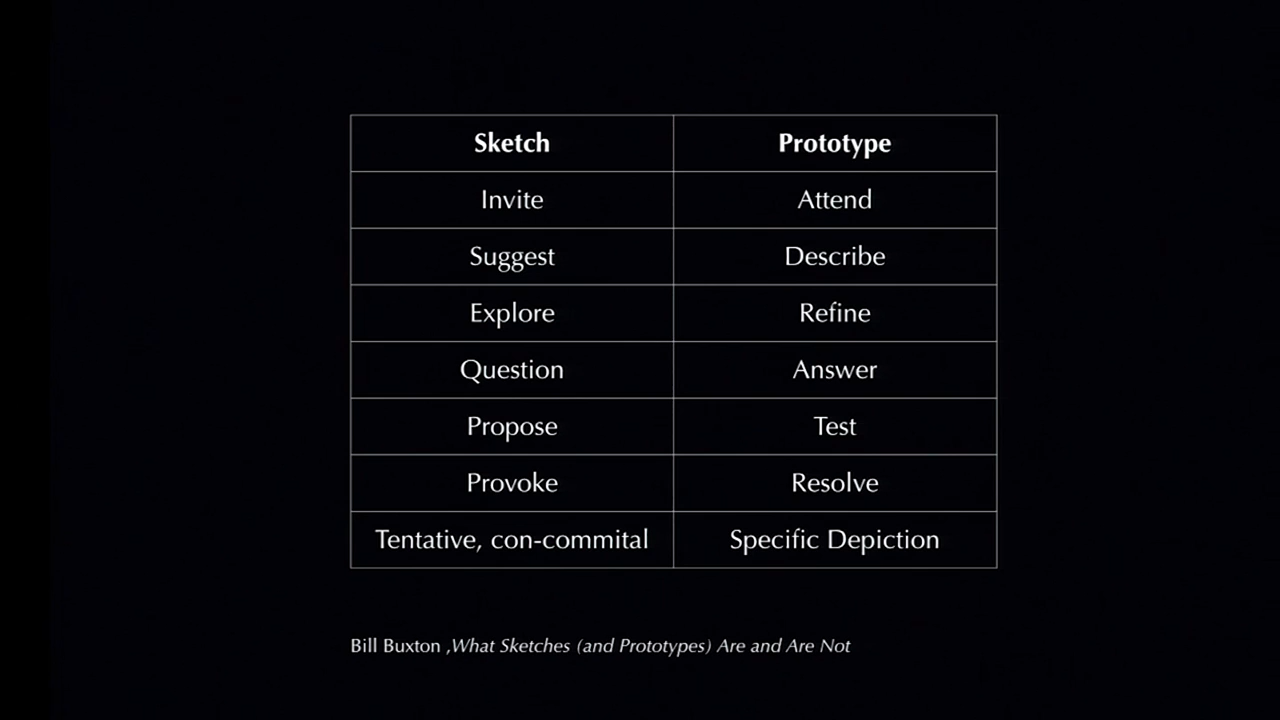 Sketch Prototype
Invite Attend
Suggest Describe
Explore Refine
Question Answer
Propose Test
Provoke Resolve
Tentative, con-commital Specific Depiction
Bill Buxton ,What Sketches (and Prototypes) Are and Are Not